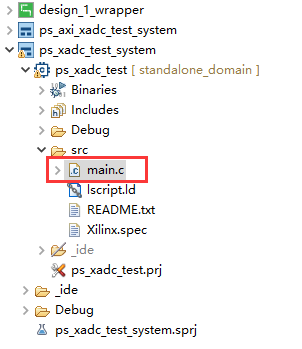 design_1_wrapper
ps_axi_xadc_test_system
ps_xadc_test_system
ps_xadc_test [ standalone_domain ]
Binaries
Includes
Debug
src
main.c
lscript.ld
README.txt
Xilinx.spec
_ide
ps_xadc_test.prj
_ide
Debug
ps_xadc_test_system.sprj